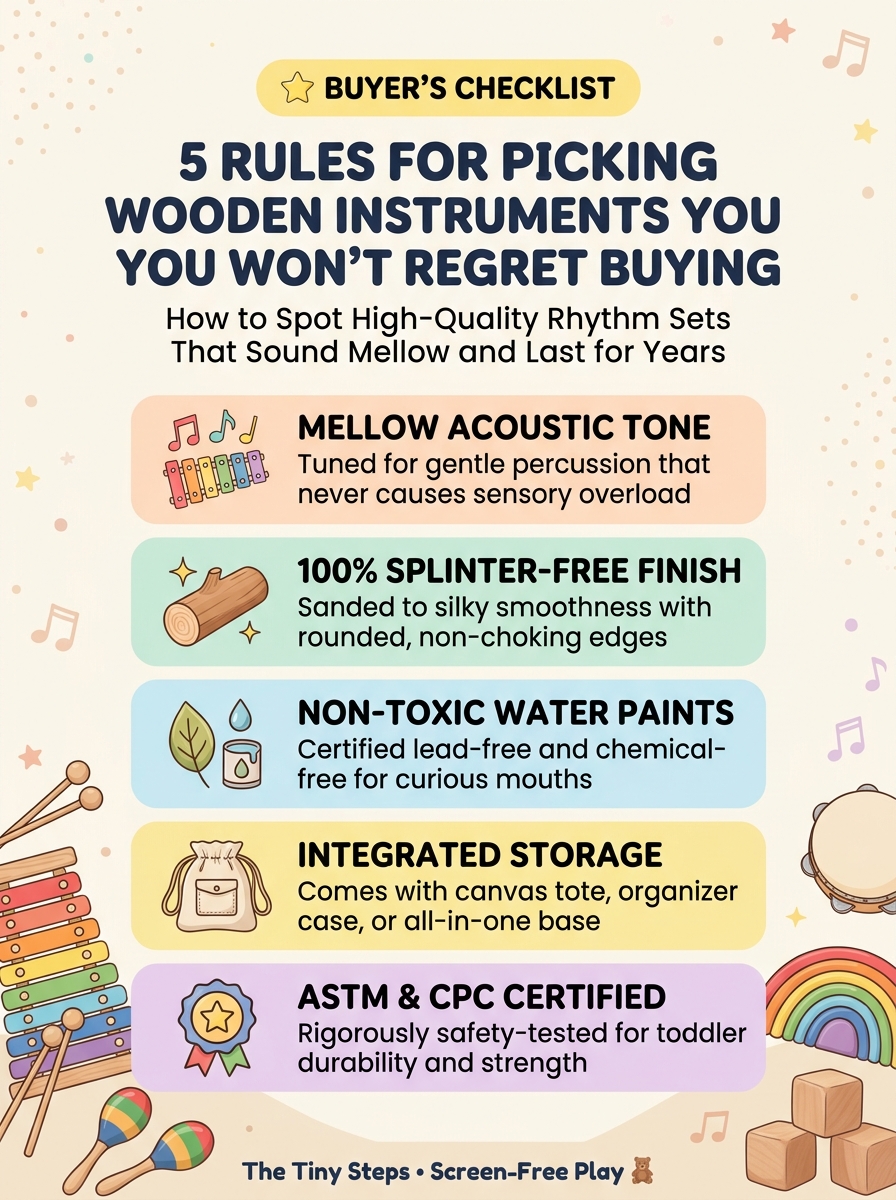 BUYER’S CHECKLIST
5 RULES FOR PICKING
WOODEN INSTRUMENTS YOU
YOU WON’T REGRET BUYING
How to Spot High-Quality Rhythm Sets
That Sound Mellow and Last for Years
MELLOW ACOUSTIC TONE
Tuned for gentle percussion that
never causes sensory overload
100% SPLINTER-FREE FINISH
Sanded to silky smoothness with
rounded, non-choking edges
NON-TOXIC WATER PAINTS
Certified lead-free and chemical-
free for curious mouths
INTEGRATED STORAGE
Comes with canvas tote, organizer
case, or all-in-one base
ASTM & CPC CERTIFIED
Rigorously safety-tested for toddler
durability and strength
The Tiny Steps • Screen-Free Play